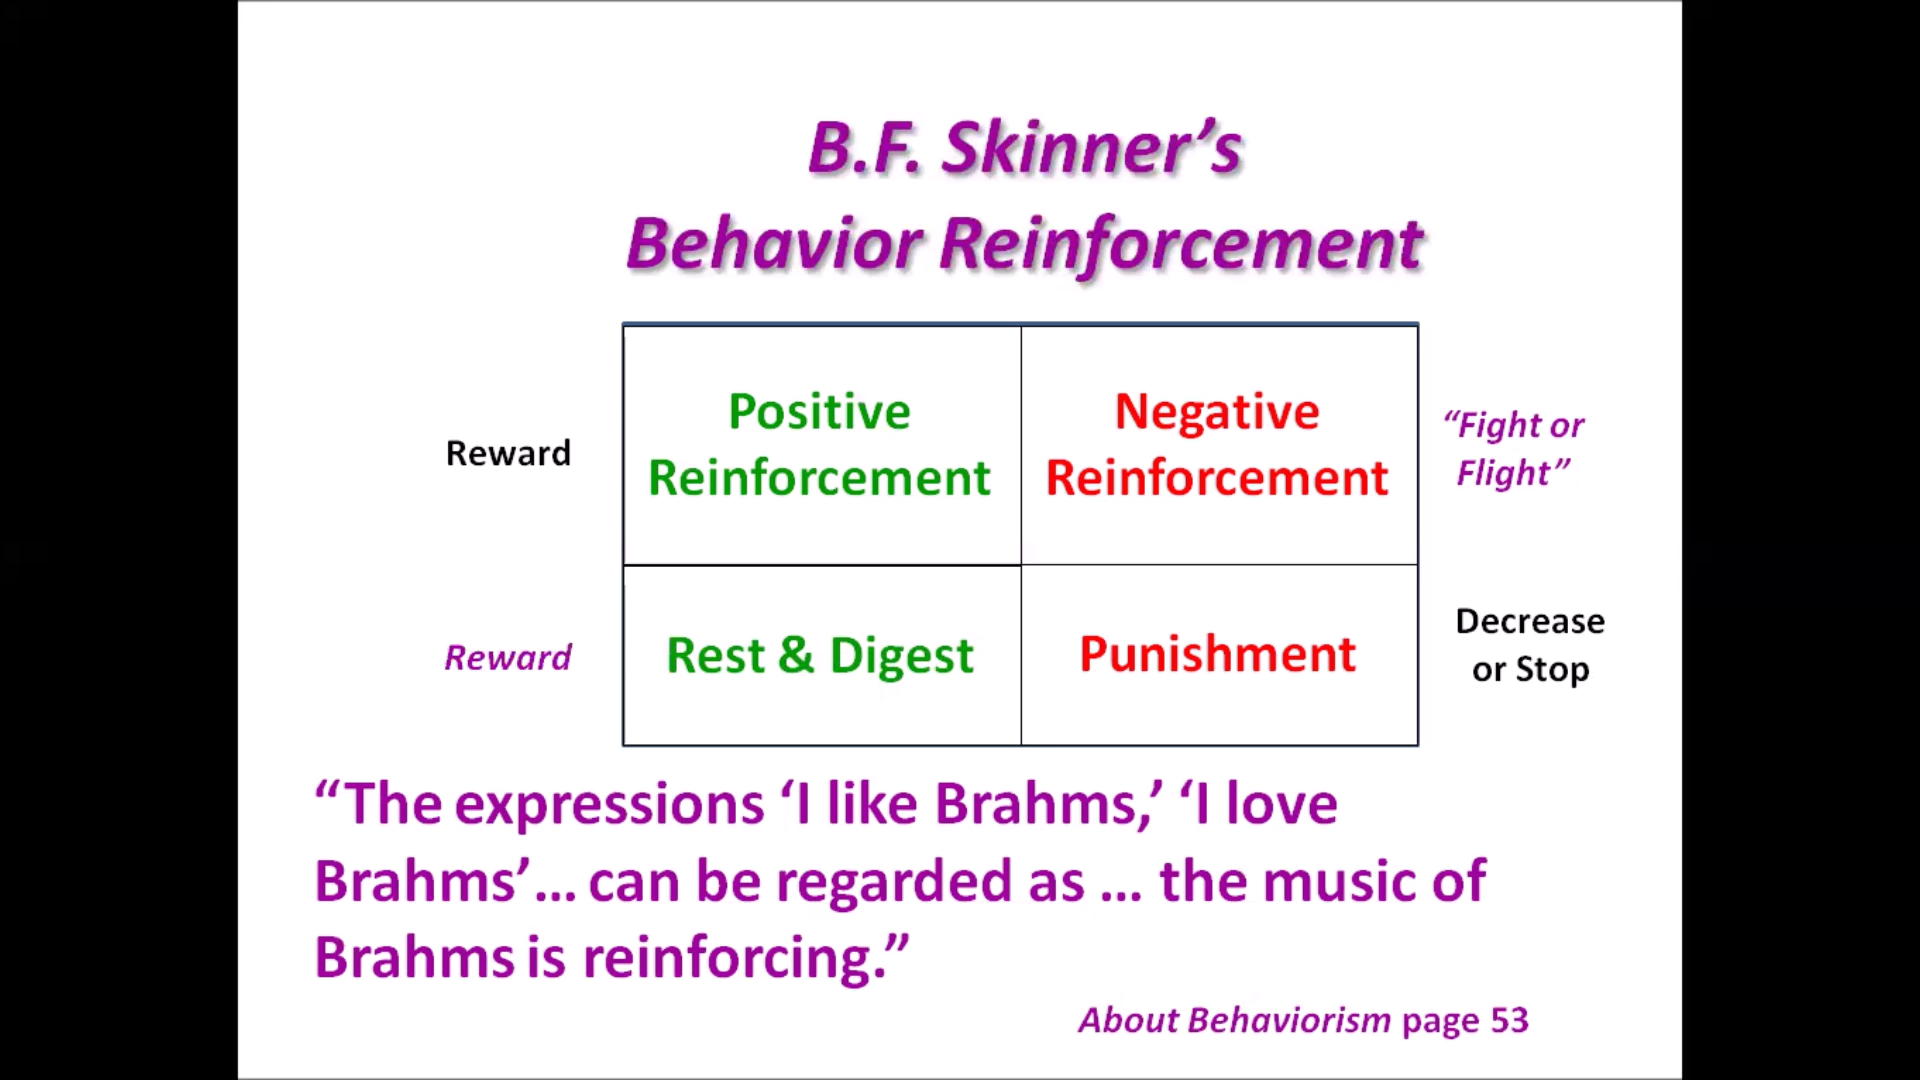 B.F. Skinner’s
Behavior Reinforcement
Reward
Positive
Reinforcement
Negative
Reinforcement
“Fight or
Flight”
Reward
Rest & Digest
Punishment
Decrease
or Stop
“The expressions ‘I like Brahms,’ ‘I love
Brahms’... can be regarded as ... the music of
Brahms is reinforcing.”
About Behaviorism page 53